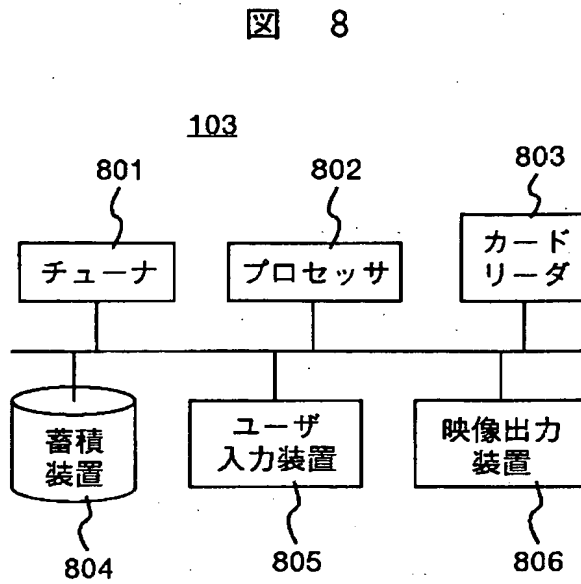 図 8
103
801
802
803
チューナ
プロセッサ
カード
リーダ
蓄積
装置
ユーザ
入力装置
映像出力
装置
804
805
806